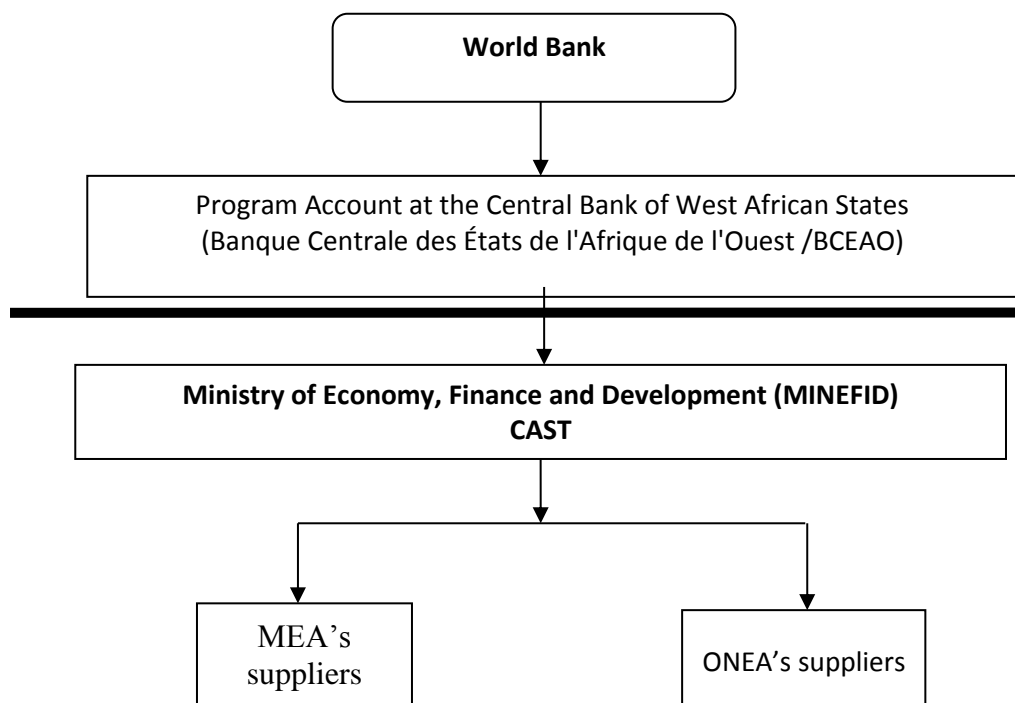 World Bank
Program Account at the Central Bank of West African States
(Banque Centrale des États de l'Afrique de l'Ouest /BCEAO)
Ministry of Economy, Finance and Development (MINEFID)
CAST
MEA’s
suppliers
ONEA’s suppliers